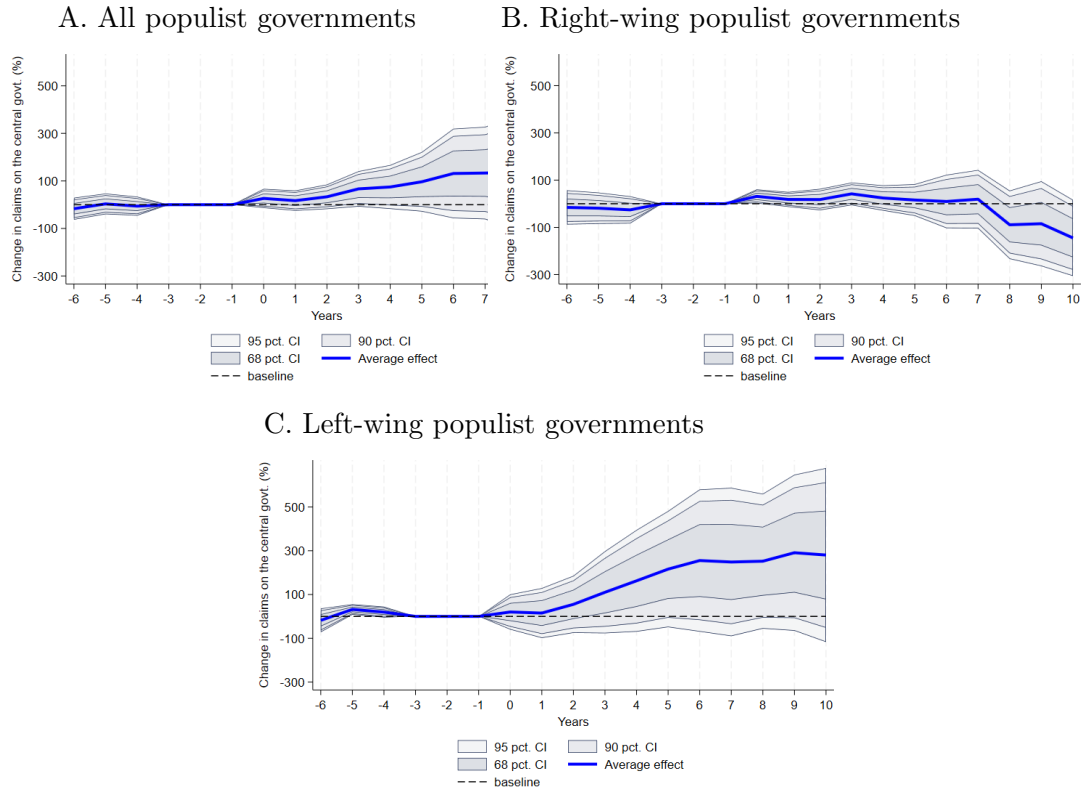 A. All populist governments
Change in claims on the central govt. (%)
500
300
100
-100
-300
-6 -5 -4 -3 -2 -1 0 1 2 3 4 5 6 7
Years
95 pct. CI 90 pct. CI
68 pct. CI Average effect
baseline
B. Right-wing populist governments
Change in claims on the central govt. (%)
500
300
100
-100
-300
-6 -5 -4 -3 -2 -1 0 1 2 3 4 5 6 7 8 9 10
Years
95 pct. CI 90 pct. CI
68 pct. CI Average effect
baseline
C. Left-wing populist governments
Change in claims on the central govt. (%)
500
300
100
-100
-300
-6 -5 -4 -3 -2 -1 0 1 2 3 4 5 6 7 8 9 10
Years
95 pct. CI 90 pct. CI
68 pct. CI Average effect
baseline